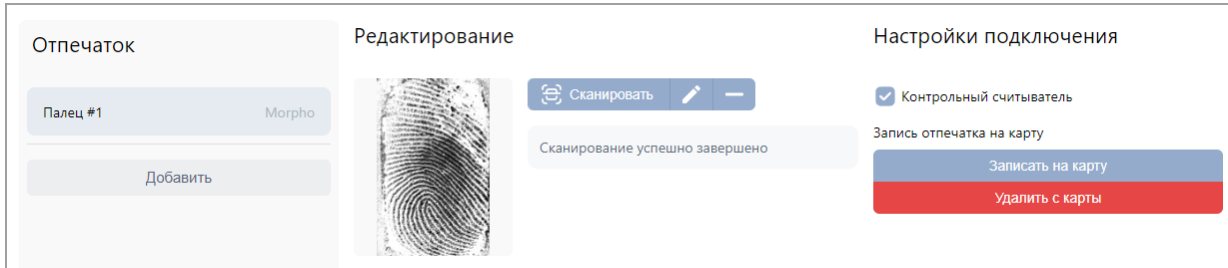 Отпечаток
Палец #1 Morpho
Добавить
Редактирование
Сканировать
Сканирование успешно завершено
Настройки подключения
Контрольный считыватель
Запись отпечатка на карту
Записать на карту
Удалить с карты